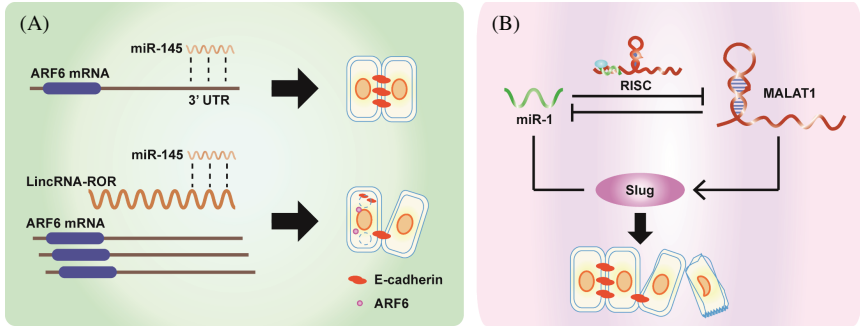 (A)
miR-145
ARF6 mRNA
3' UTR
miR-145
LincRNA-ROR
ARF6 mRNA
E-cadherin
ARF6
(B)
RISC
miR-1
MALAT1
Slug